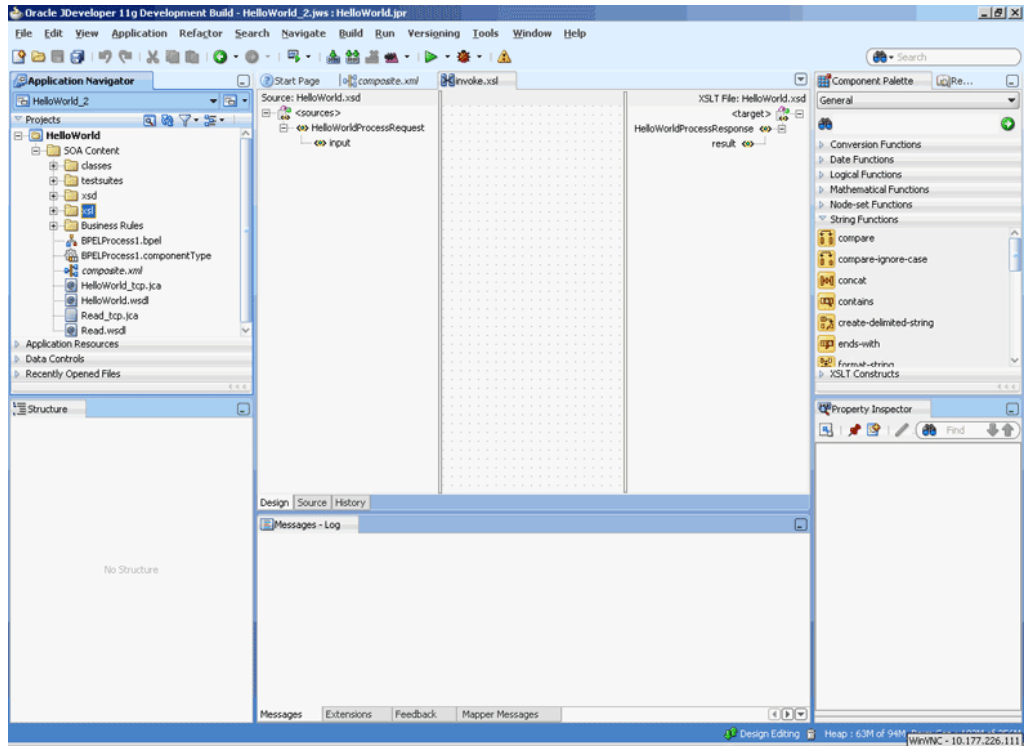 Oracle JDeveloper 11g Development Build - HelloWorld_2.jws : HelloWorld.jpr
File Edit View Application Refactor Search Navigate Build Run Versioning Tools Window Help
Search
Application Navigator
HelloWorld_2
Projects
HelloWorld
SOA Content
classes
testsuites
xsd
xsl
Business Rules
BPELProcess1.bpel
BPELProcess1.componentType
composite.xml
HelloWorld_tcp.jca
HelloWorld.wsdl
Read_tcp.jca
Read.wsdl
Application Resources
Data Controls
Recently Opened Files
Structure
No Structure
Start Page composite.xml invoke.xsl
Source: HelloWorld.xsd
<sources>
HelloWorldProcessRequest
input
XSLT File: HelloWorld.xsd
<target>
HelloWorldProcessResponse
result
Design Source History
Messages - Log
Messages Extensions Feedback Mapper Messages
Component Palette Re...
General
Conversion Functions
Date Functions
Logical Functions
Mathematical Functions
Node-set Functions
String Functions
compare
compare-ignore-case
concat
contains
create-delimited-string
ends-with
format-string
XSLT Constructs
Property Inspector
Find
Design Editing Heap : 63M of 94M
WinVNC - 10.177.226.111